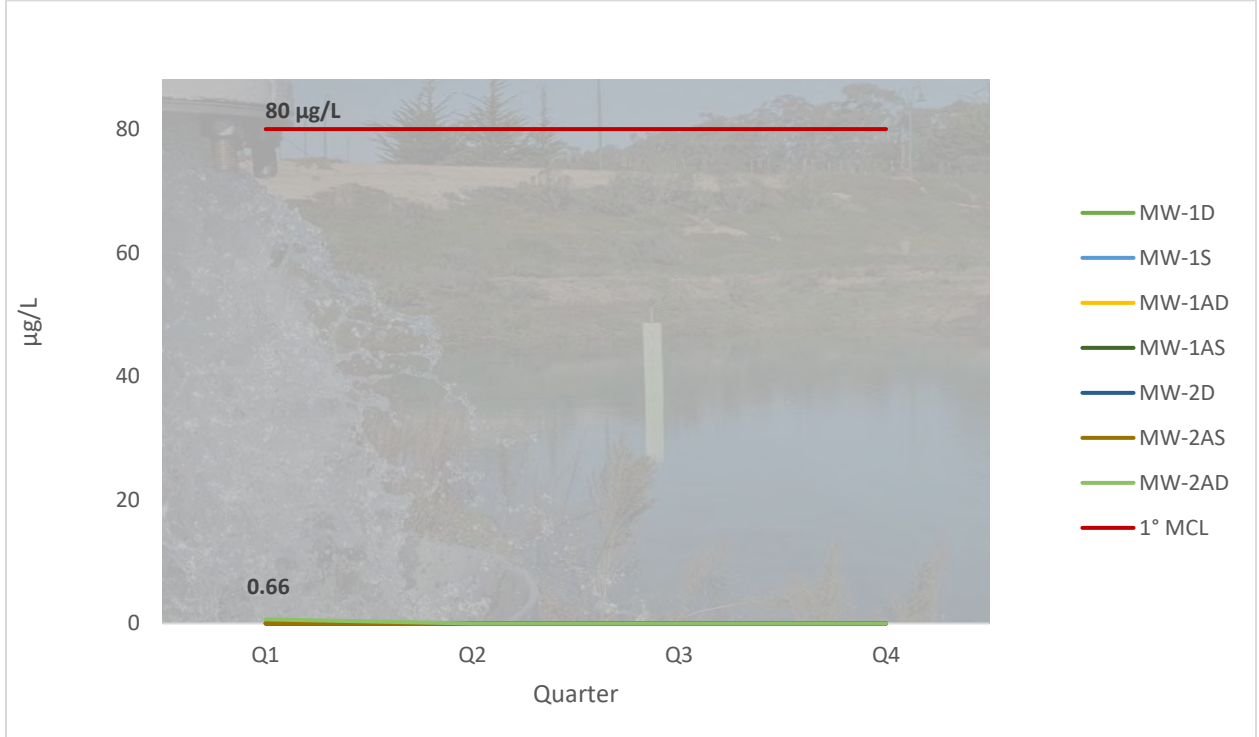 80 µg/L
80
60
40
20
0
µg/L
0.66
Q1 Q2 Q3 Q4
Quarter
MW-1D
MW-1S
MW-1AD
MW-1AS
MW-2D
MW-2AS
MW-2AD
1° MCL